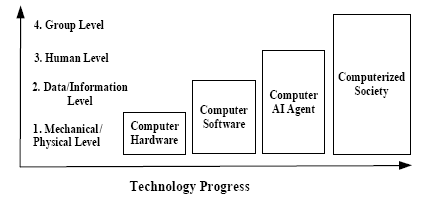 4. Group Level
3. Human Level
2. Data/Information
Level
1. Mechanical/
Physical Level
Computer
Hardware
Computer
Software
Computer
AI Agent
Computerized
Society
Technology Progress